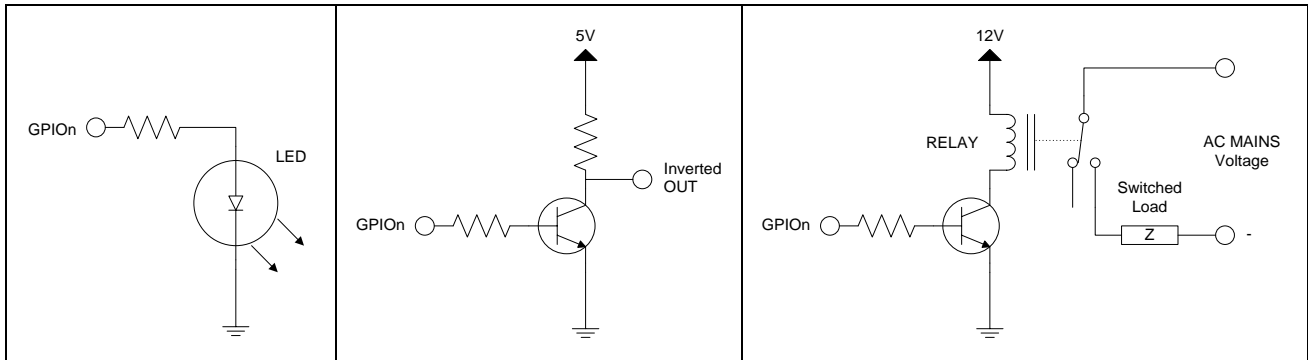 GPIOn
LED
5V
Inverted
OUT
GPIOn
12V
RELAY
GPIOn
AC MAINS
Voltage
Switched
Load
Z
-